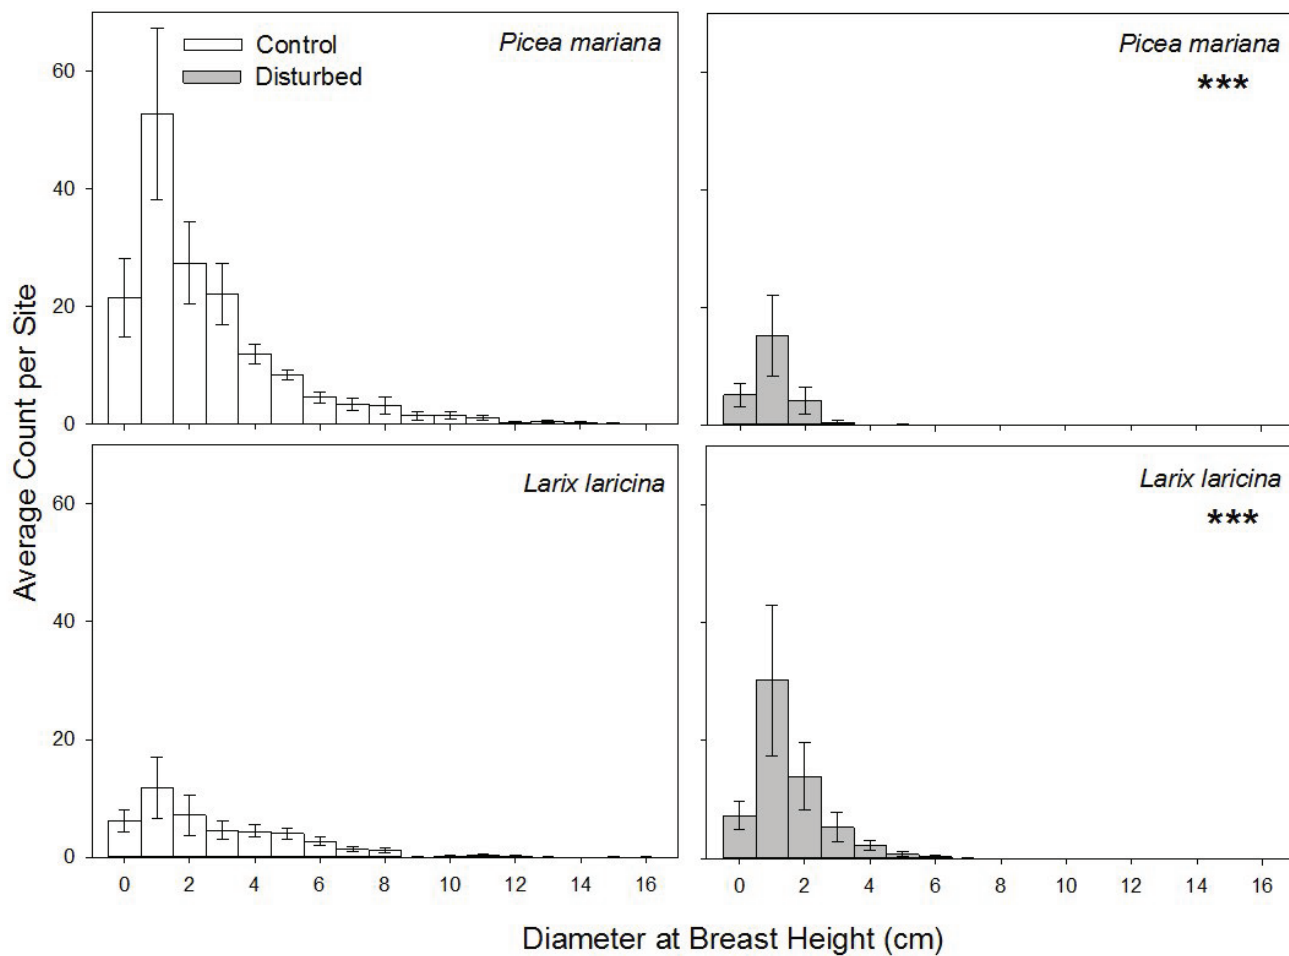 Control
Disturbed
Picea mariana
Picea mariana
***
60
40
20
0
Larix laricina
Larix laricina
***
60
40
20
0
0 2 4 6 8 10 12 14 16
0 2 4 6 8 10 12 14 16
Average Count per Site
Diameter at Breast Height (cm)